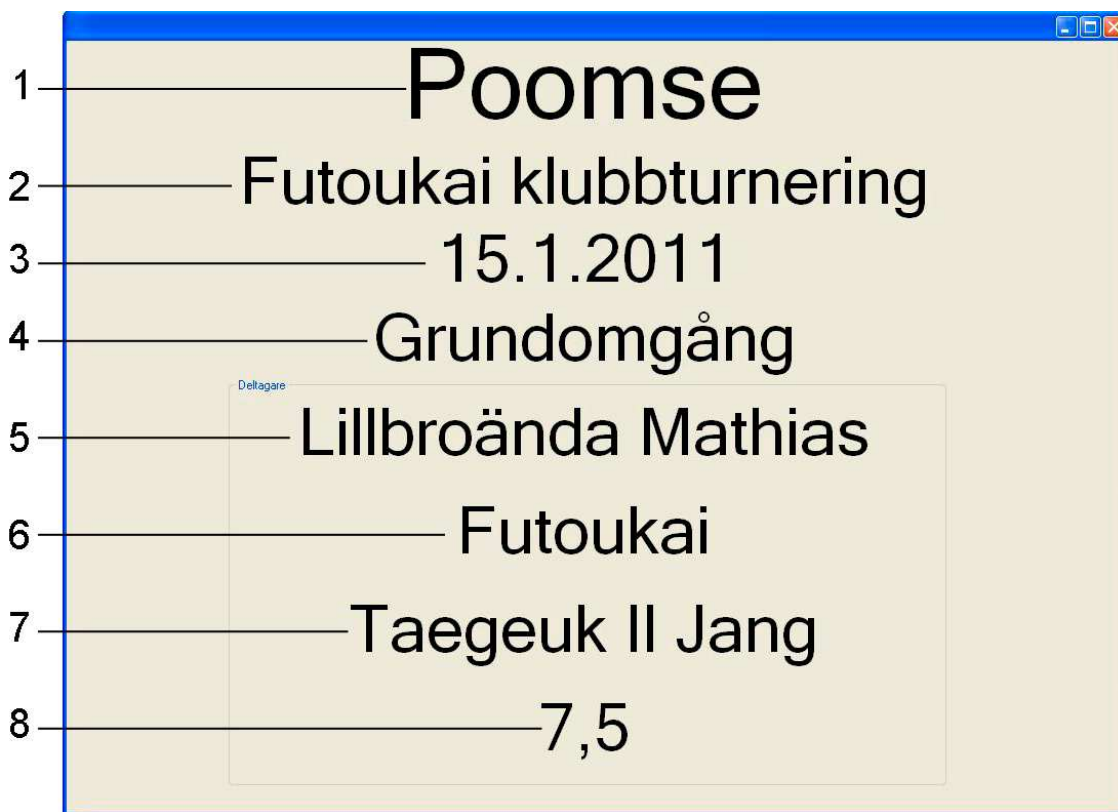 1 Poomse
2 Futoukai klubbturnering
3 15.1.2011
4 Grundomgång
Deltagare
5 Lillbroända Mathias
6 Futoukai
7 Taegeuk II Jang
8 7,5